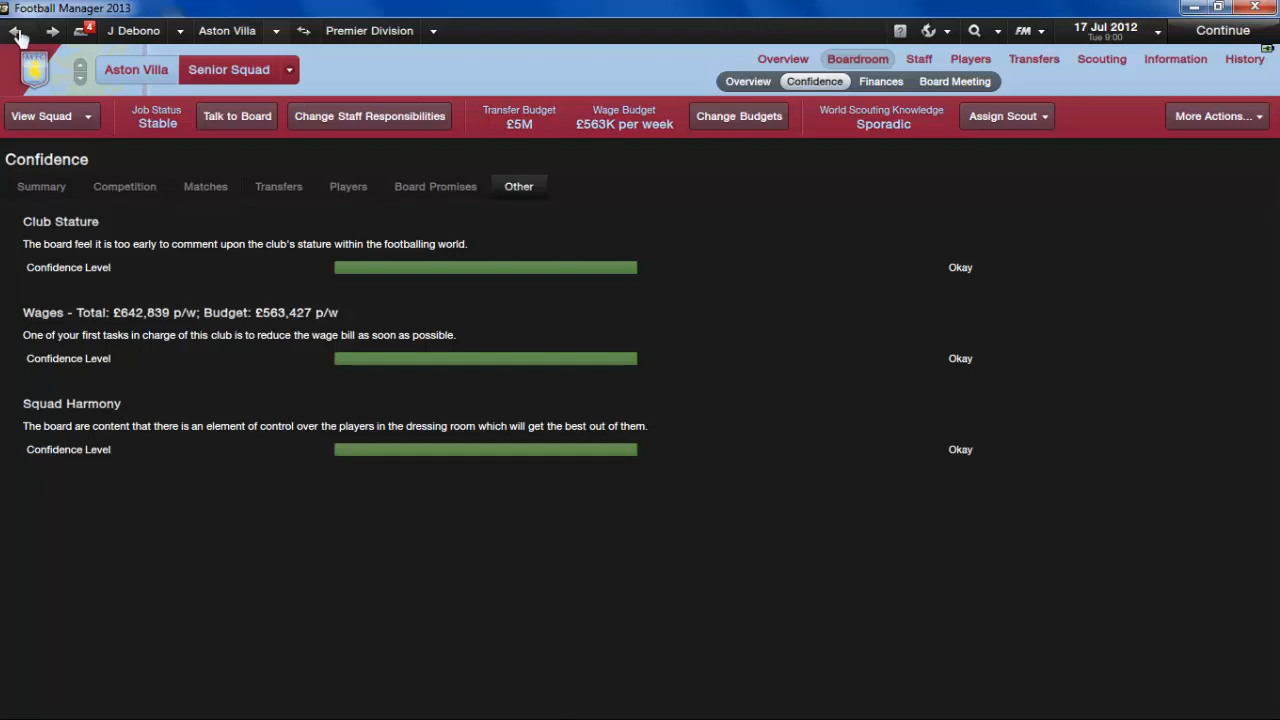 Football Manager 2013
4 J Debono Aston Villa Premier Division FM 17 Jul 2012 Continue
Tue 9:00
Aston Villa Senior Squad Overview Boardroom Staff Players Transfers Scouting Information History
Overview Confidence Finances Board Meeting
View Squad Job Status Stable Talk to Board Change Staff Responsibilities Transfer Budget £5M Wage Budget £563K per week Change Budgets World Scouting Knowledge Sporadic Assign Scout More Actions...
Confidence
Summary Competition Matches Transfers Players Board Promises Other
Club Stature
The board feel it is too early to comment upon the club's stature within the footballing world.
Confidence Level Okay
Wages - Total: £642,839 p/w; Budget: £563,427 p/w
One of your first tasks in charge of this club is to reduce the wage bill as soon as possible.
Confidence Level Okay
Squad Harmony
The board are content that there is an element of control over the players in the dressing room which will get the best out of them.
Confidence Level Okay